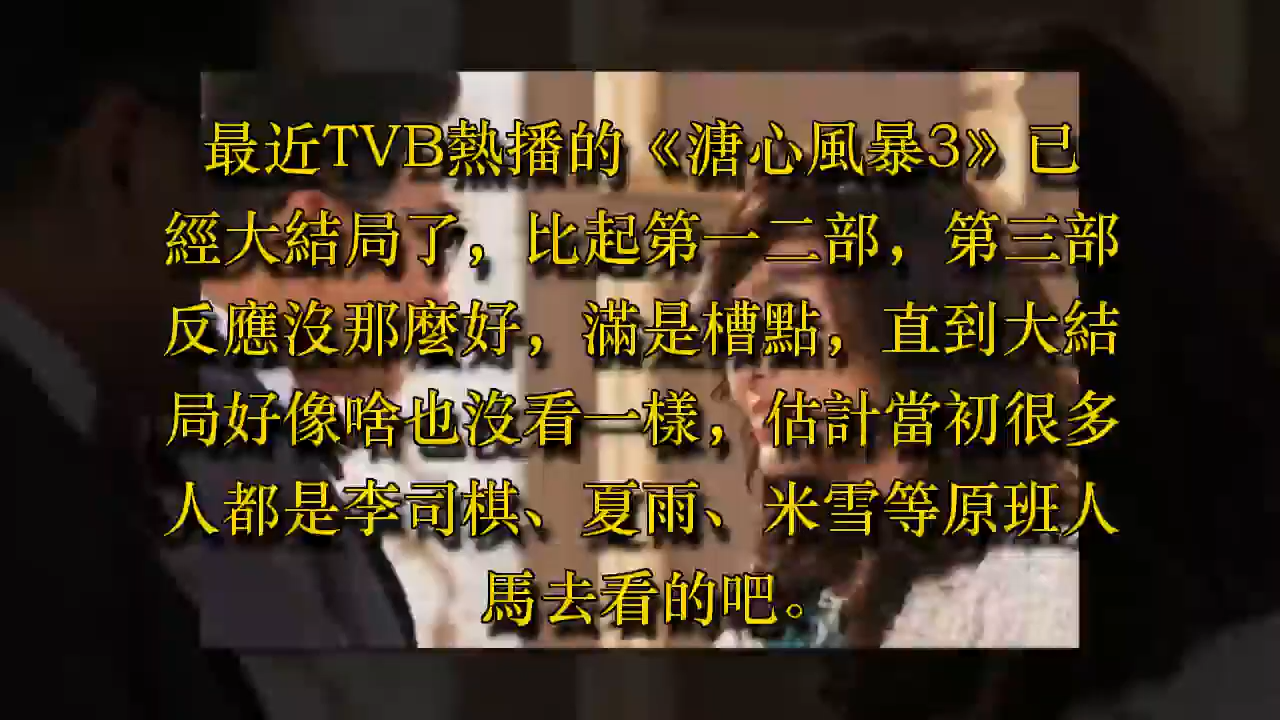 最近TVB熱播的《溏心風暴3》已
經大結局了，比起第一二部，第三部
反應沒那麼好，滿是槽點，直到大結
局好像啥也沒看一樣，估計當初很多
人都是李司棋、夏雨、米雪等原班人
馬去看的吧。